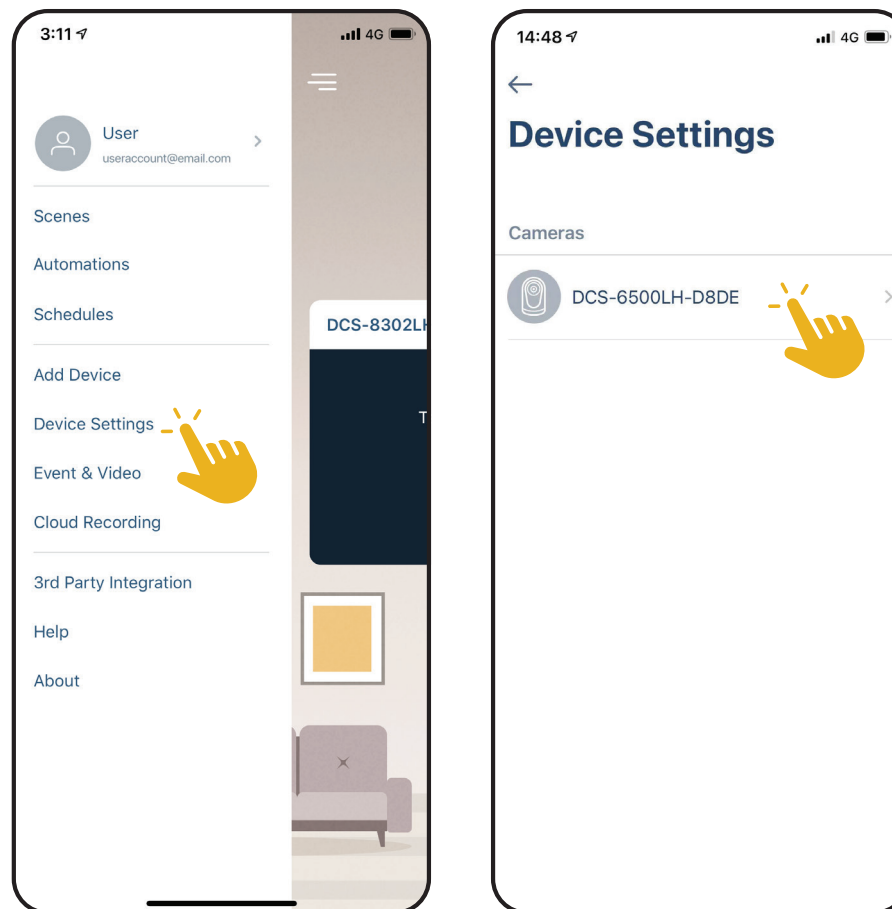 3:11
4G
User
useraccount@email.com
Scenes
Automations
Schedules
Add Device
Device Settings
Event & Video
Cloud Recording
3rd Party Integration
Help
About
DCS-8302LH
T
14:48
4G
Device Settings
Cameras
DCS-6500LH-D8DE